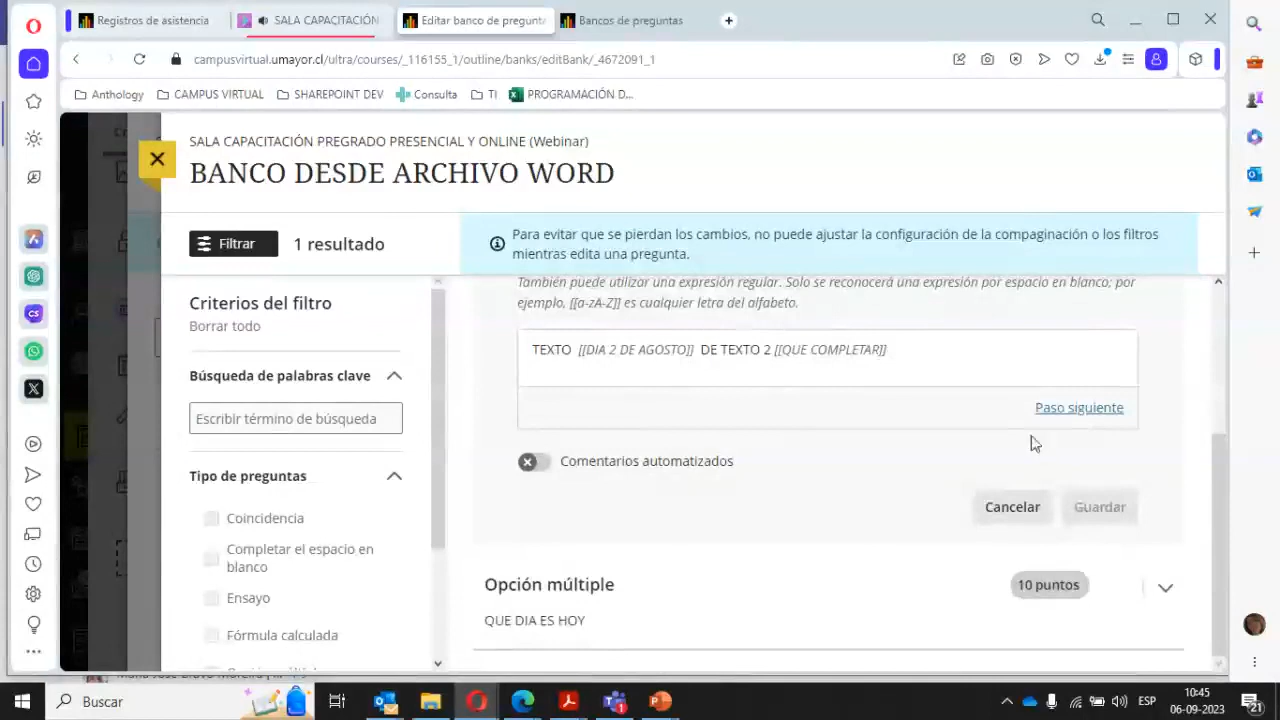 Registros de asistencia
SALA CAPACITACIÓN
Editar banco de pregunta
Bancos de preguntas
campusvirtual.umayor.cl/ultra/courses/_116155_1/outline/banks/editBank/_4672091_1
Anthology
CAMPUS VIRTUAL
SHAREPOINT DEV
Consulta
TI
PROGRAMACIÓN D...
SALA CAPACITACIÓN PREGRADO PRESENCIAL Y ONLINE (Webinar)
BANCO DESDE ARCHIVO WORD
Filtrar
1 resultado
Para evitar que se pierdan los cambios, no puede ajustar la configuración de la compaginación o los filtros
mientras edita una pregunta.
Criterios del filtro
Borrar todo
Búsqueda de palabras clave
Escribir término de búsqueda
Tipo de preguntas
Coincidencia
Completar el espacio en
blanco
Ensayo
Fórmula calculada
También puede utilizar una expresión regular. Solo se reconocerá una expresión por espacio en blanco; por
ejemplo, [[a-zA-Z]] es cualquier letra del alfabeto.
TEXTO [[DIA 2 DE AGOSTO]] DE TEXTO 2 [[QUE COMPLETAR]]
Paso siguiente
Comentarios automatizados
Cancelar
Guardar
Opción múltiple
10 puntos
QUE DIA ES HOY
Buscar
ESP
10:45
06-09-2023
21